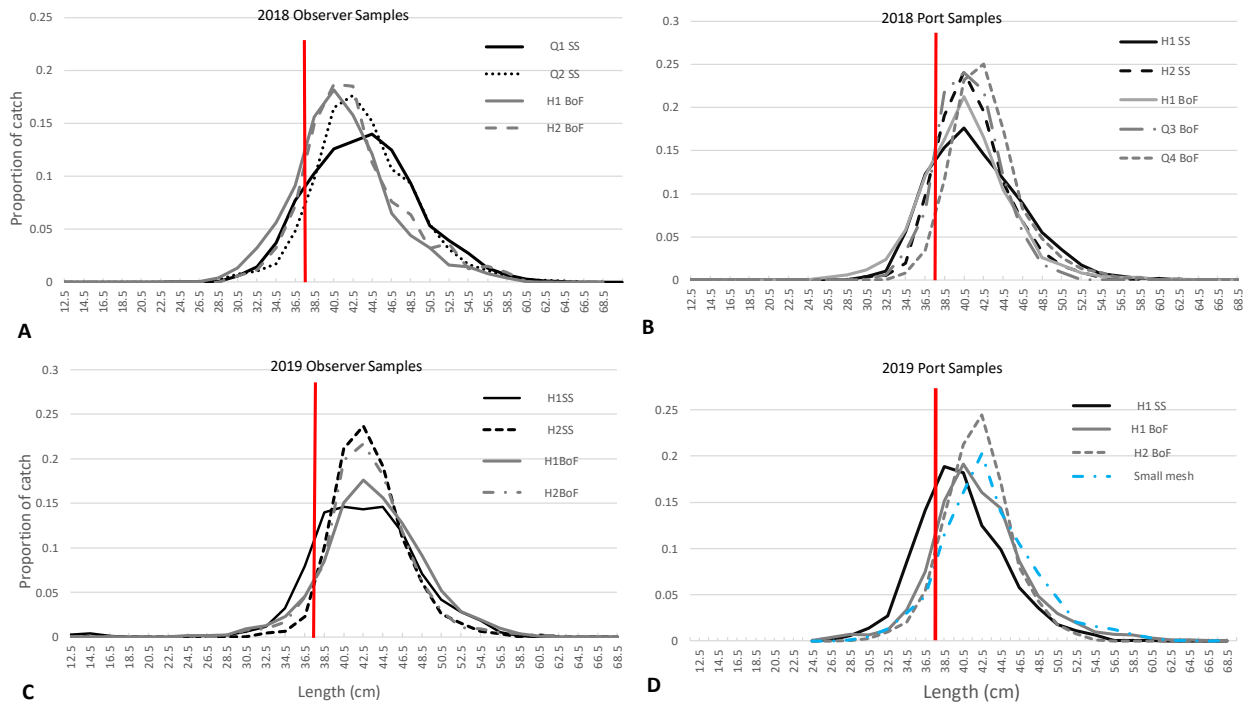 2018 Observer Samples
0.25
0.2
0.15
0.1
0.05
0
Proportion of catch
Q1 SS
Q2 SS
H1 BoF
H2 BoF
12.5 14.5 16.5 18.5 20.5 22.5 24.5 26.5 28.5 30.5 32.5 34.5 36.5 38.5 40.5 42.5 44.5 46.5 48.5 50.5 52.5 54.5 56.5 58.5 60.5 62.5 64.5 66.5 68.5
A
2018 Port Samples
0.3
0.25
0.2
0.15
0.1
0.05
0
H1 SS
H2 SS
H1 BoF
Q3 BoF
Q4 BoF
12.5 14.5 16.5 18.5 20.5 22.5 24.5 26.5 28.5 30.5 32.5 34.5 36.5 38.5 40.5 42.5 44.5 46.5 48.5 50.5 52.5 54.5 56.5 58.5 60.5 62.5 64.5 66.5 68.5
B
2019 Observer Samples
0.3
0.25
0.2
0.15
0.1
0.05
0
Proportion of catch
H1SS
H2SS
H1BoF
H2BoF
12.5 14.5 16.5 18.5 20.5 22.5 24.5 26.5 28.5 30.5 32.5 34.5 36.5 38.5 40.5 42.5 44.5 46.5 48.5 50.5 52.5 54.5 56.5 58.5 60.5 62.5 64.5 66.5 68.5
C
Length (cm)
2019 Port Samples
0.25
0.2
0.15
0.1
0.05
0
H1 SS
H1 BoF
H2 BoF
Small mesh
12.5 14.5 16.5 18.5 20.5 22.5 24.5 26.5 28.5 30.5 32.5 34.5 36.5 38.5 40.5 42.5 44.5 46.5 48.5 50.5 52.5 54.5 56.5 58.5 60.5 62.5 64.5 66.5 68.5
D
Length (cm)